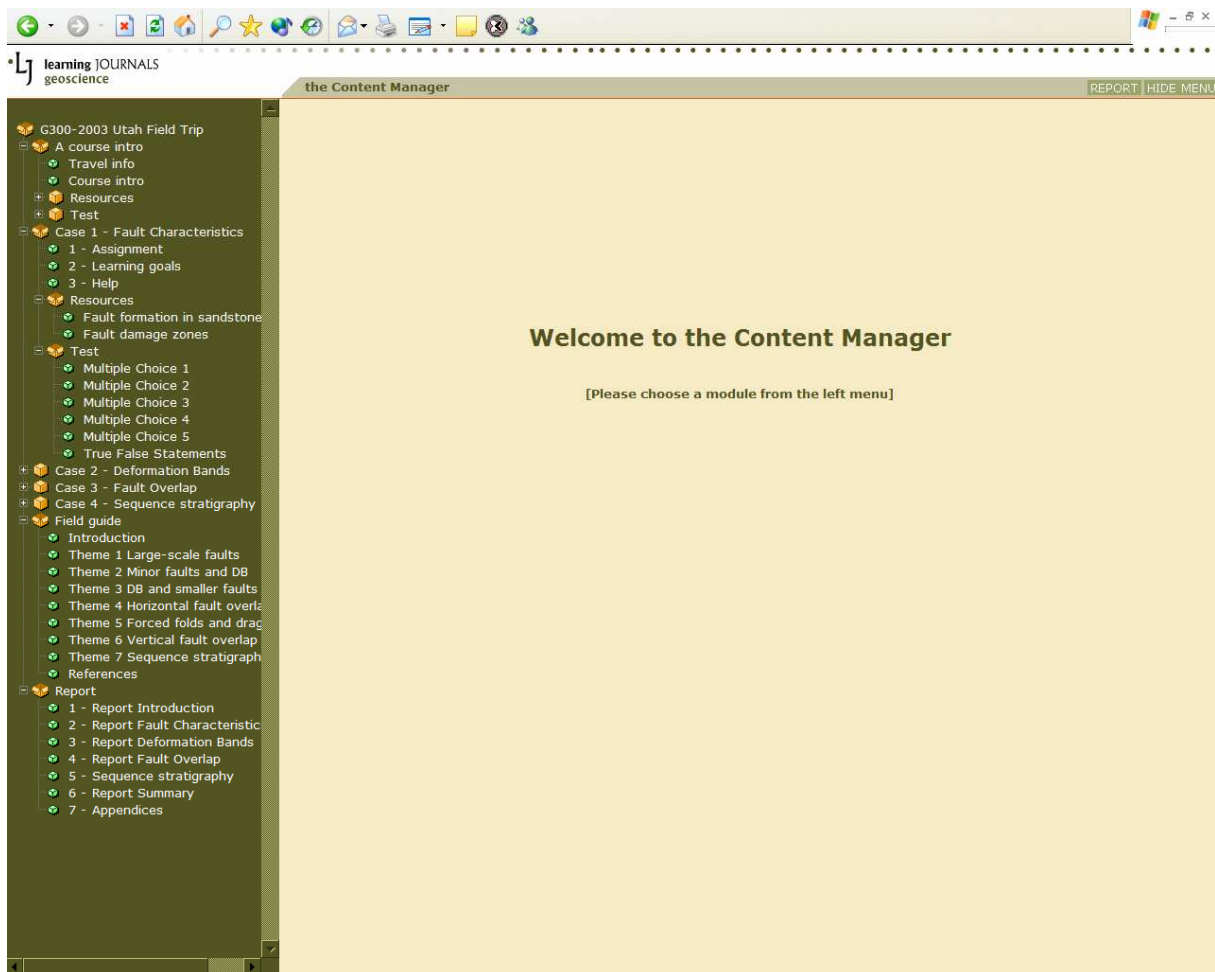 learning JOURNALS
geoscience
the Content Manager
REPORT HIDE MENU
G300-2003 Utah Field Trip
A course intro
Travel info
Course intro
Resources
Test
Case 1 - Fault Characteristics
1 - Assignment
2 - Learning goals
3 - Help
Resources
Fault formation in sandstone
Fault damage zones
Test
Multiple Choice 1
Multiple Choice 2
Multiple Choice 3
Multiple Choice 4
Multiple Choice 5
True False Statements
Case 2 - Deformation Bands
Case 3 - Fault Overlap
Case 4 - Sequence stratigraphy
Field guide
Introduction
Theme 1 Large-scale faults
Theme 2 Minor faults and DB
Theme 3 DB and smaller faults
Theme 4 Horizontal fault overla
Theme 5 Forced folds and drag
Theme 6 Vertical fault overlap
Theme 7 Sequence stratigraph
References
Report
1 - Report Introduction
2 - Report Fault Characteristic
3 - Report Deformation Bands
4 - Report Fault Overlap
5 - Sequence stratigraphy
6 - Report Summary
7 - Appendices
Welcome to the Content Manager
[Please choose a module from the left menu]